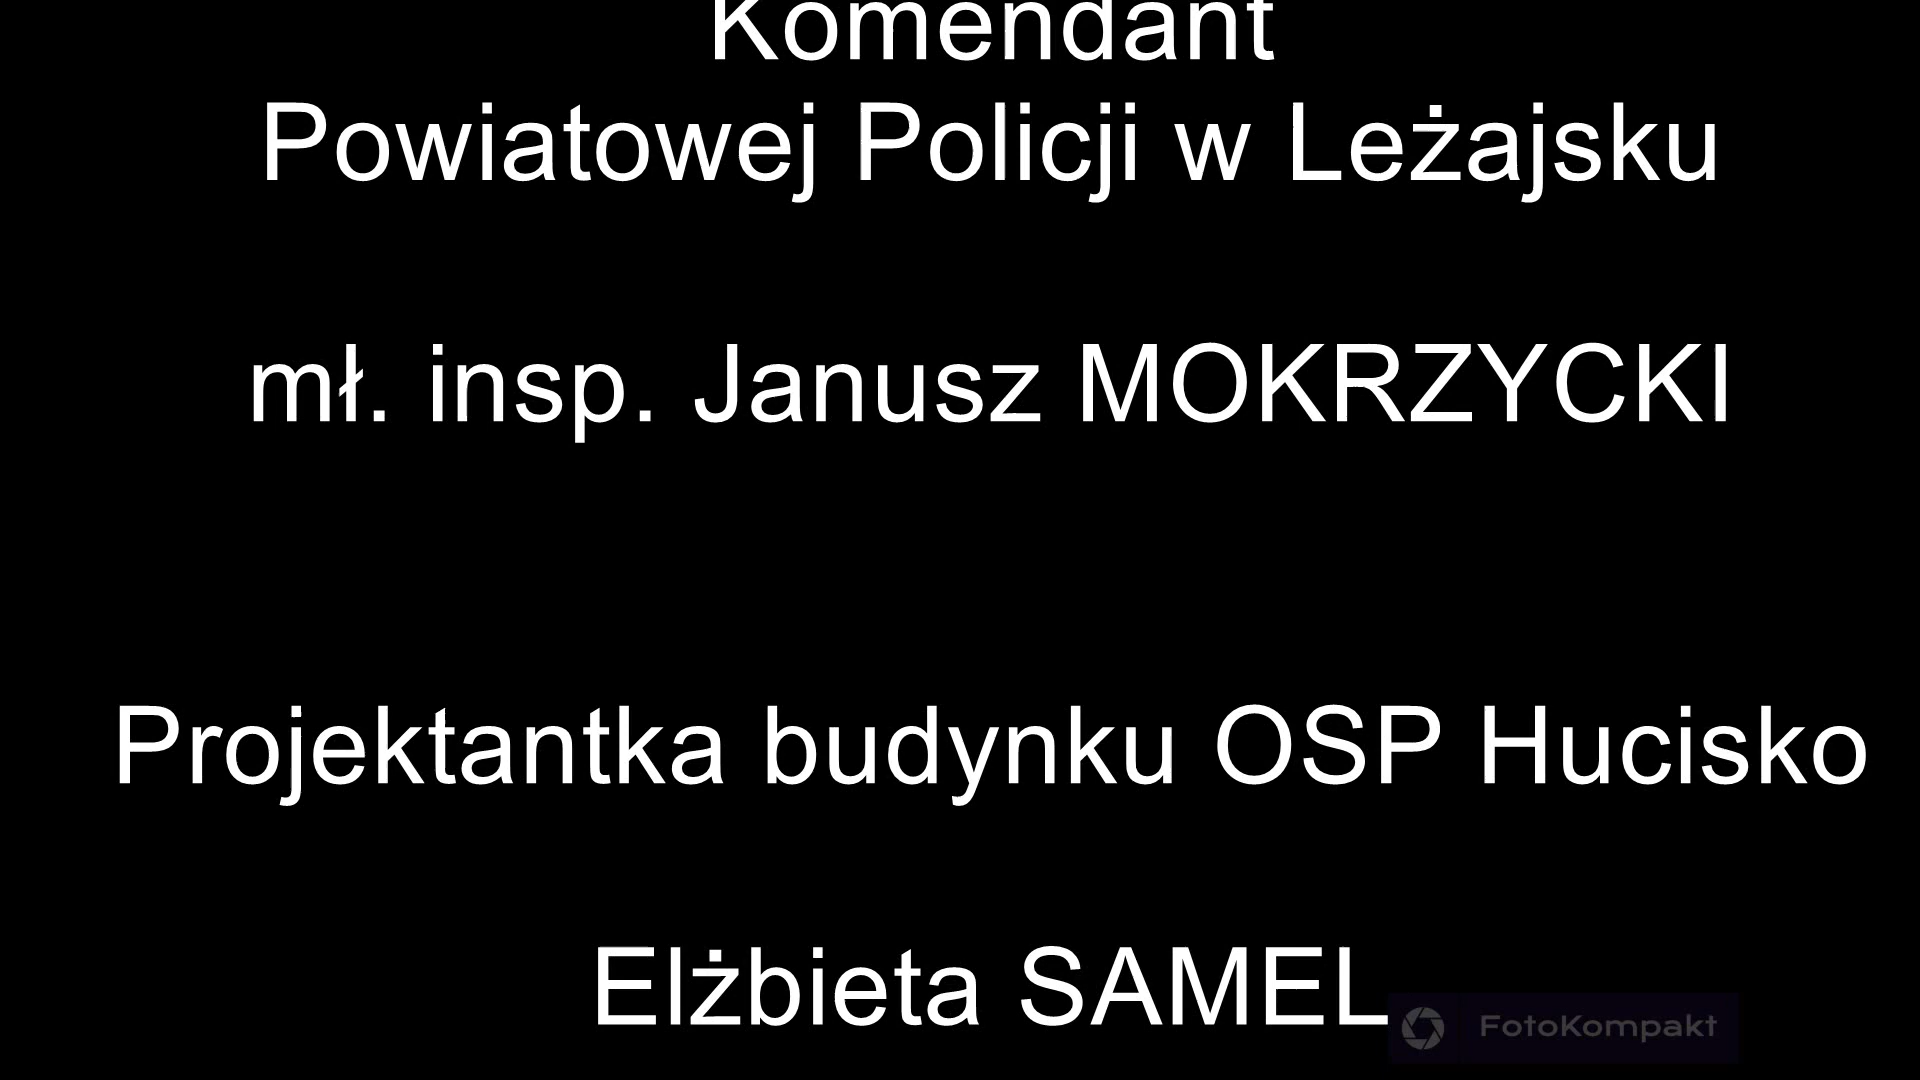 Komendant
Powiatowej Policji w Leżajsku
mł. insp. Janusz MOKRZYCKI
Projektantka budynku OSP Hucisko
Elżbieta SAMEL
FotoKompakt